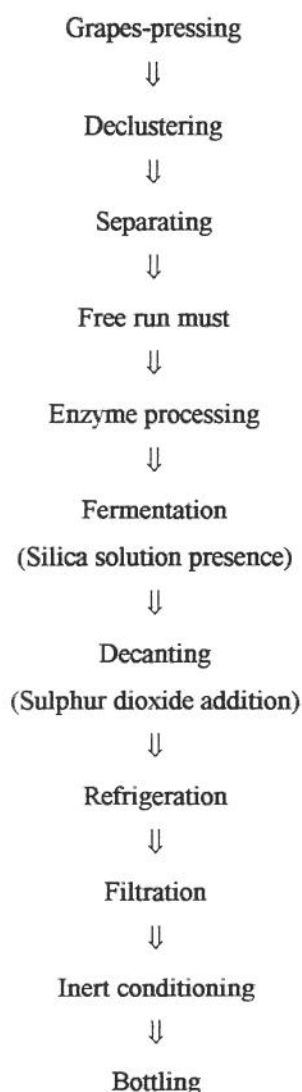 Grapes-pressing
⇓
Declustering
⇓
Separating
⇓
Free run must
⇓
Enzyme processing
⇓
Fermentation
(Silica solution presence)
⇓
Decanting
(Sulphur dioxide addition)
⇓
Refrigeration
⇓
Filtration
⇓
Inert conditioning
⇓
Bottling